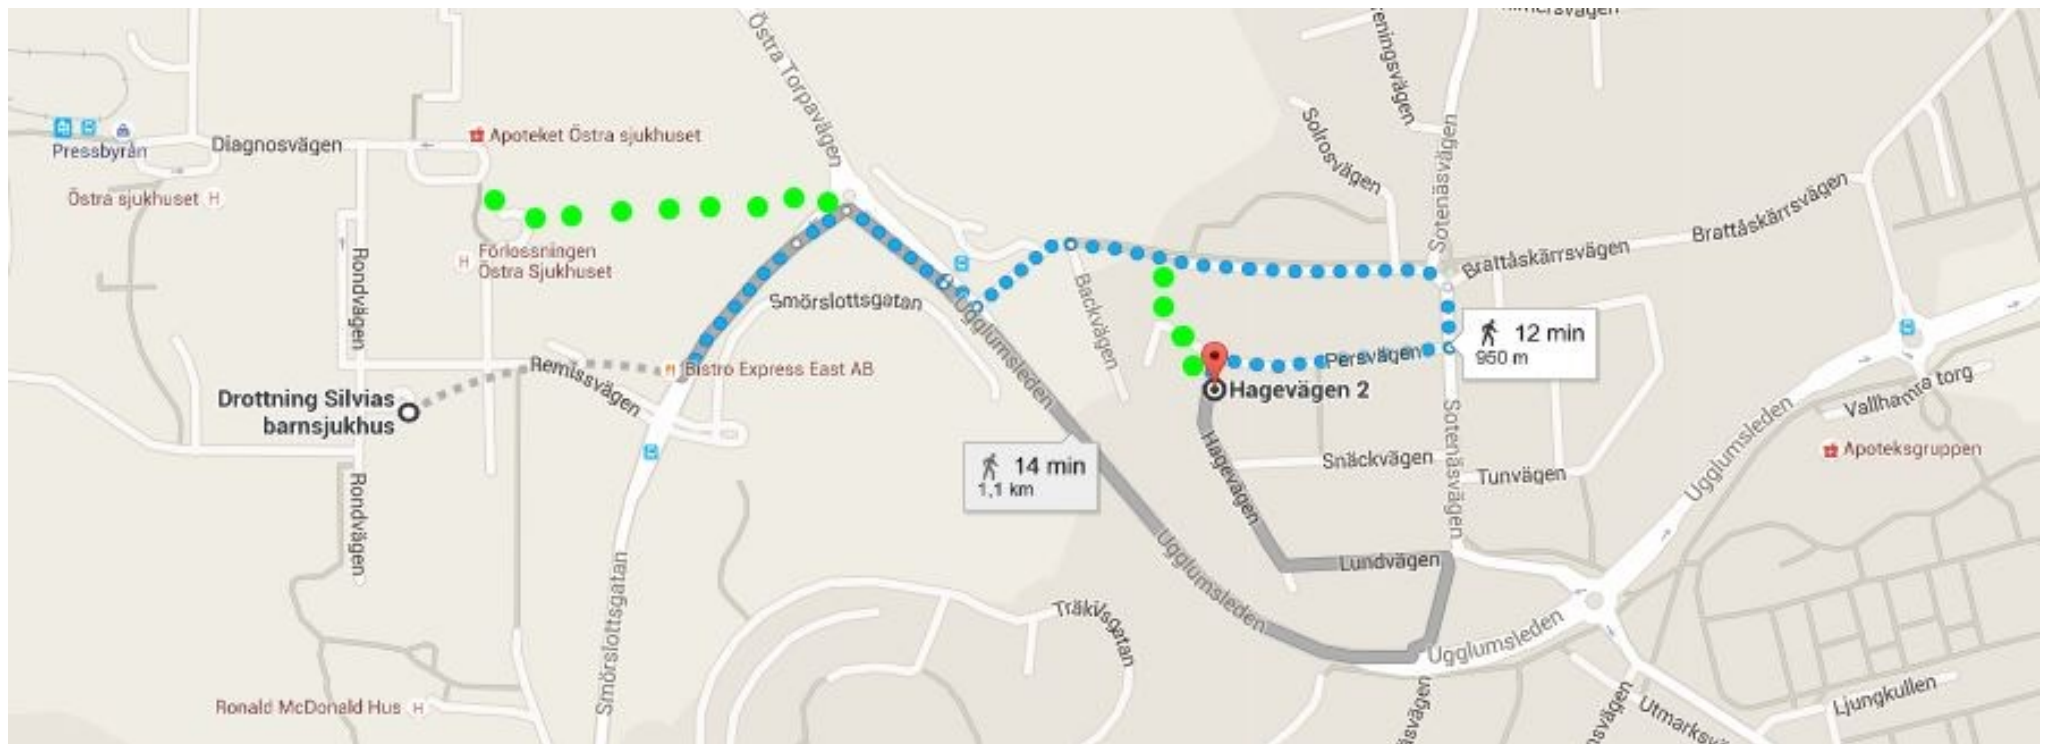 Östra Torpavägen
Solrosvägen
Sotenäsvägen
Pressbyrån
Diagnosvägen
Apoteket Östra sjukhuset
Östra sjukhuset H
Brattåskärrsvägen
Brattåskärrsvägen
H Förlossningen
Östra Sjukhuset
Rondvägen
Smörslottsgatan
Ugglumsleden
Backvägen
12 min
950 m
Persvägen
Remissvägen
Bistro Express East AB
Drottning Silvias
barnsjukhus
Hagevägen 2
Vallhamra torg
Ugglumsleden
Apoteksgruppen
14 min
1,1 km
Hagevägen
Snäckvägen
Sotenäsvägen
Tunvägen
Rondvägen
Ugglumsleden
Lundvägen
Smörslottsgatan
Träkilsgatan
Ugglumsleden
Ronald McDonald Hus H
Ljungkullen